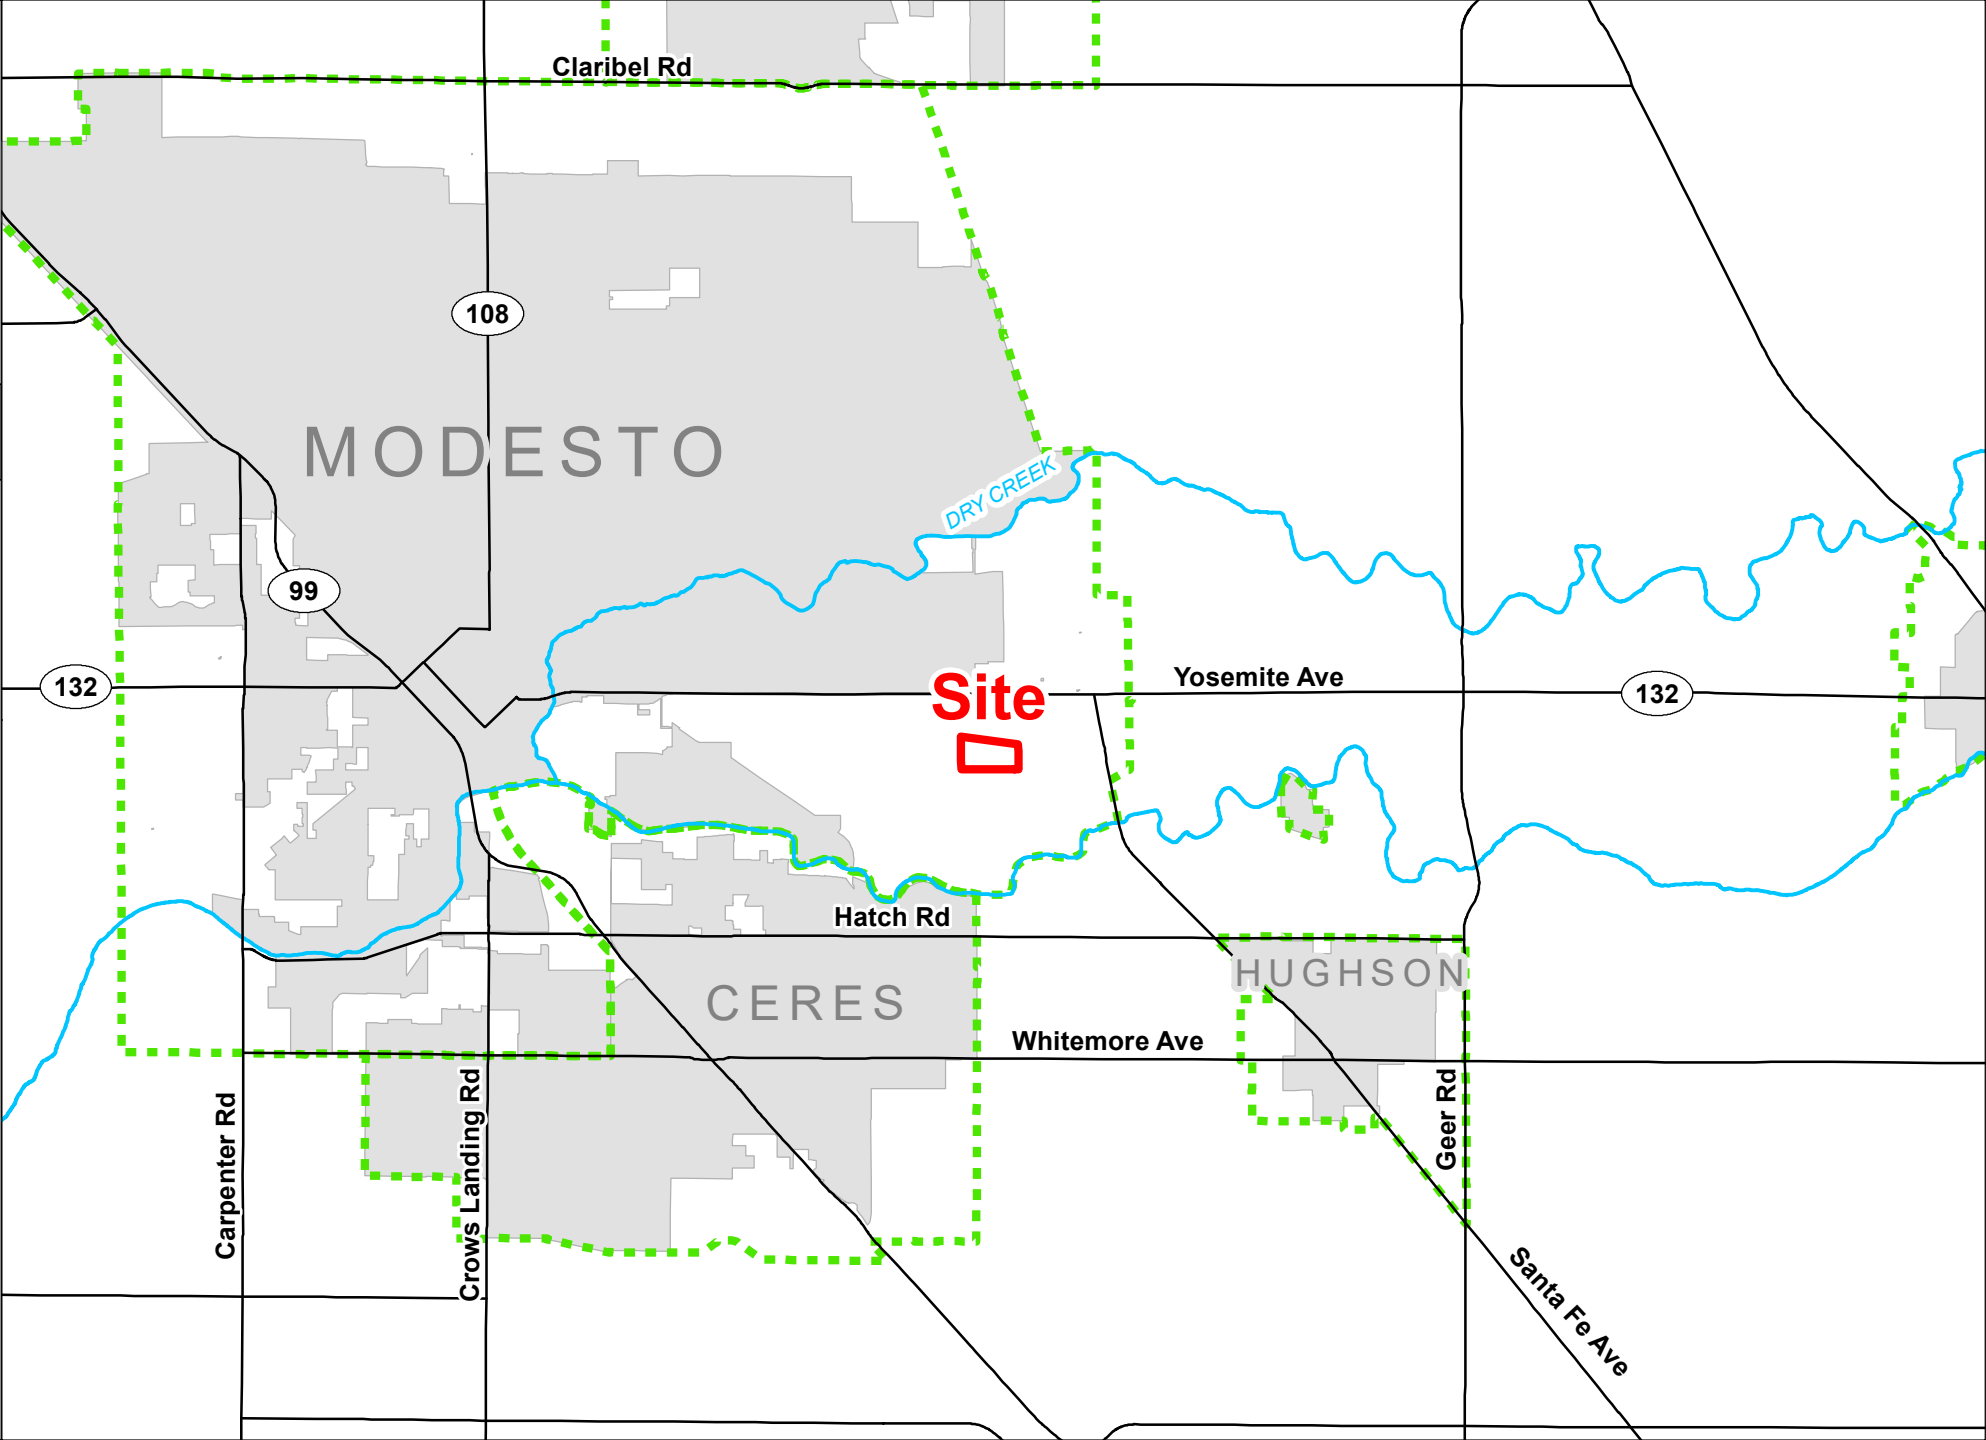 Claribel Rd
108
MODESTO
DRY CREEK
99
132
Yosemite Ave
132
Site
Hatch Rd
HUGHSON
CERES
Whitemore Ave
Carpenter Rd
Crows Landing Rd
Geer Rd
Santa Fe Ave